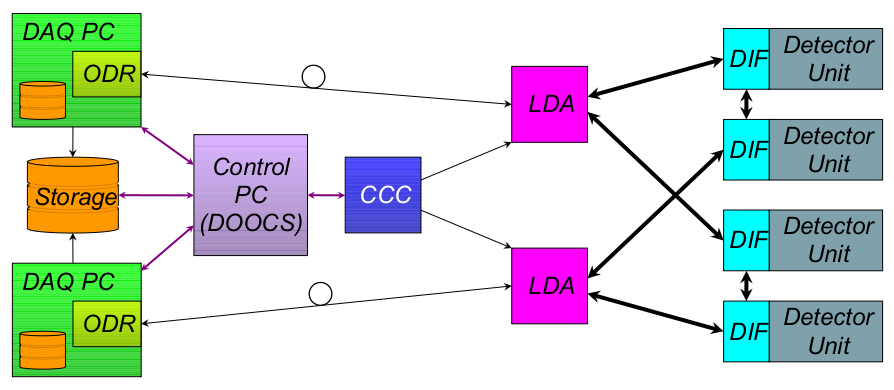 DAQ PC
ODR
Storage
DAQ PC
ODR
Control
PC
(DOOCS)
CCC
LDA
LDA
DIF
Detector
Unit
DIF
Detector
Unit
DIF
Detector
Unit
DIF
Detector
Unit